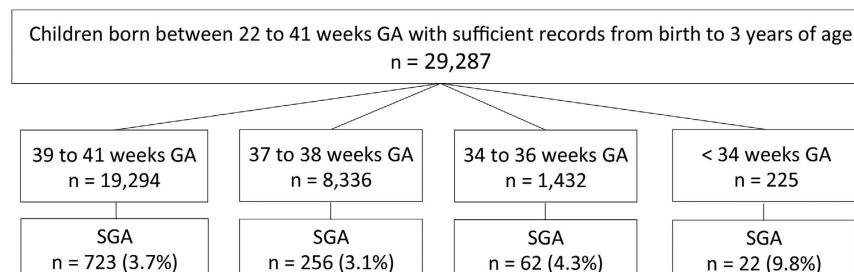 Children born between 22 to 41 weeks GA with sufficient records from birth to 3 years of age
n = 29,287
39 to 41 weeks GA
n = 19,294
37 to 38 weeks GA
n = 8,336
34 to 36 weeks GA
n = 1,432
< 34 weeks GA
n = 225
SGA
n = 723 (3.7%)
SGA
n = 256 (3.1%)
SGA
n = 62 (4.3%)
SGA
n = 22 (9.8%)